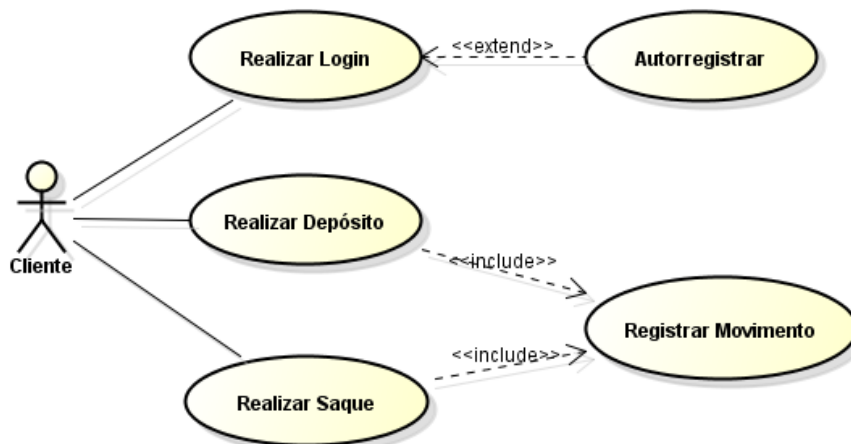 Realizar Login
<<extend>>
Autorregistrar
Realizar Depósito
Cliente
<<include>>
Registrar Movimento
<<include>>
Realizar Saque